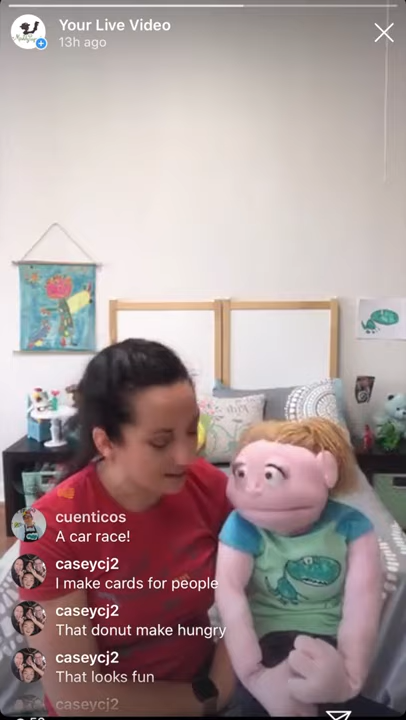 Your Live Video
13h ago
cuenticos
A car race!
caseycj2
I make cards for people
caseycj2
That donut make hungry
caseycj2
That looks fun
caseycj2